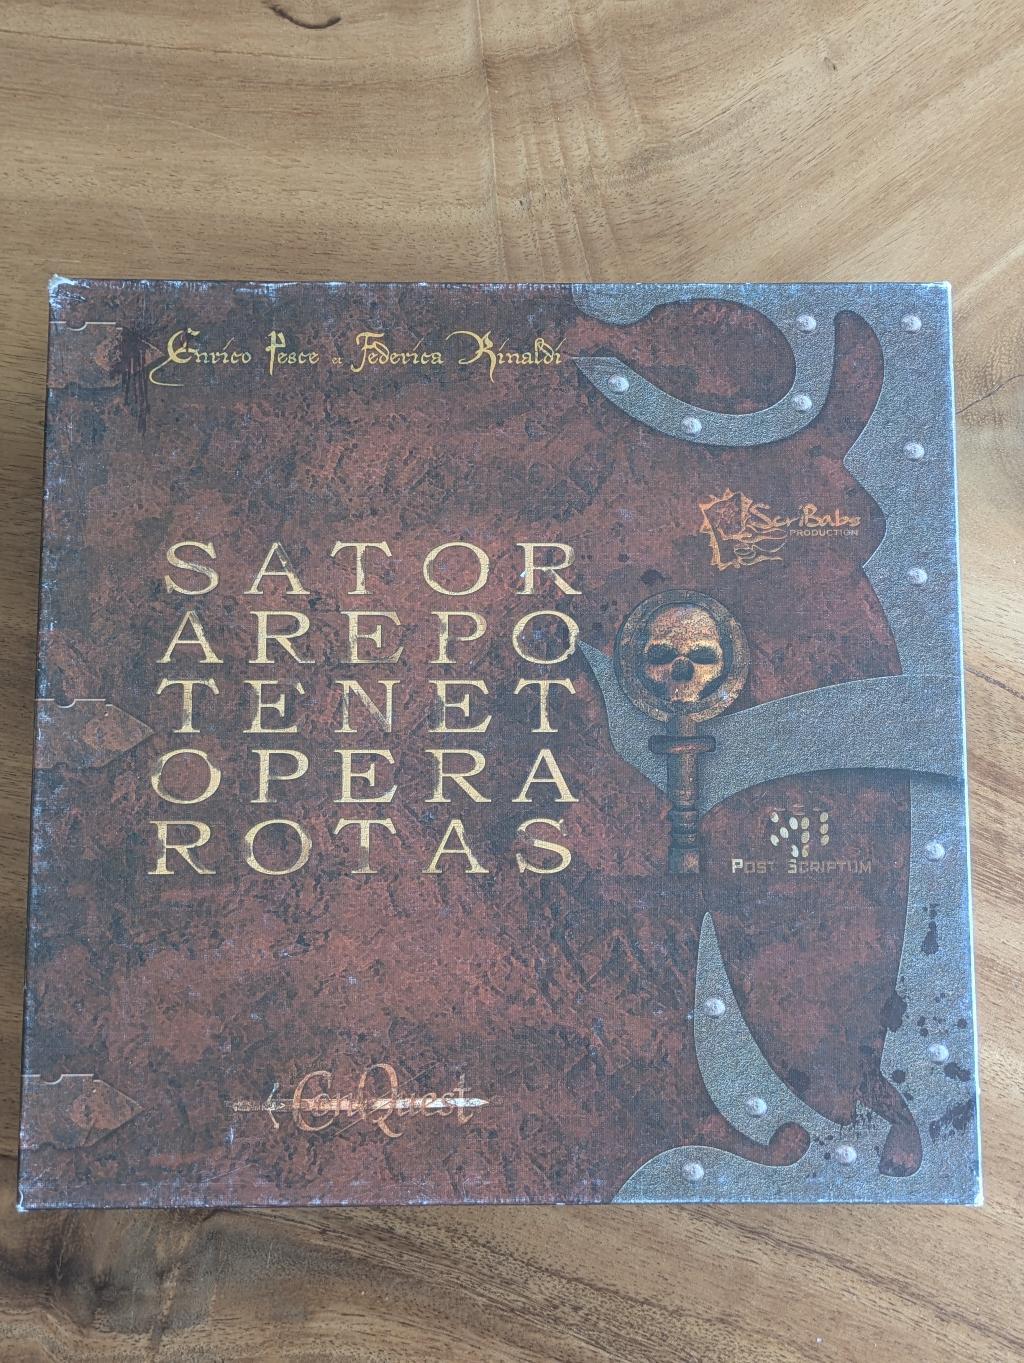 Enrico Pesce et Federica Rinaldi
ScriBabs
PRODUCTION
SATOR
AREPO
TENET
OPERA
ROTAS
POST SCRIPTUM
CONQUEST